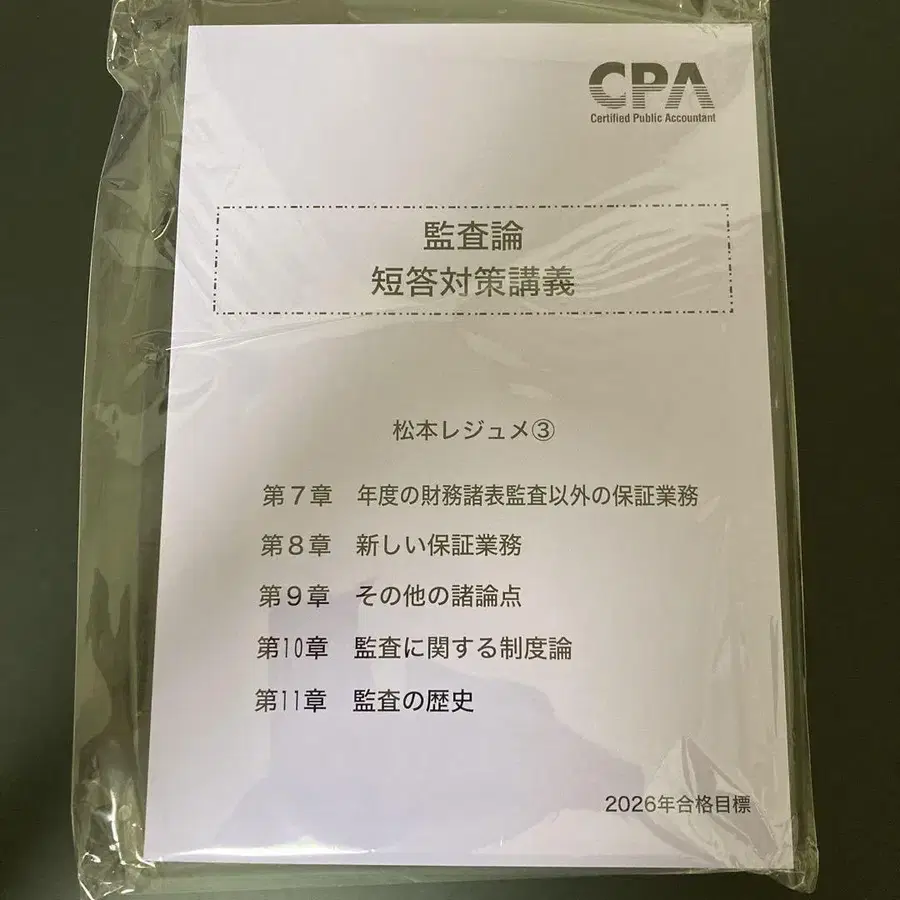 CPA
Certified Public Accountant
監査論
短答対策講義
松本レジュメ③
第7章 年度の財務諸表監査以外の保証業務
第8章 新しい保証業務
第9章 その他の諸論点
第10章 監査に関する制度論
第11章 監査の歴史
2026年合格目標